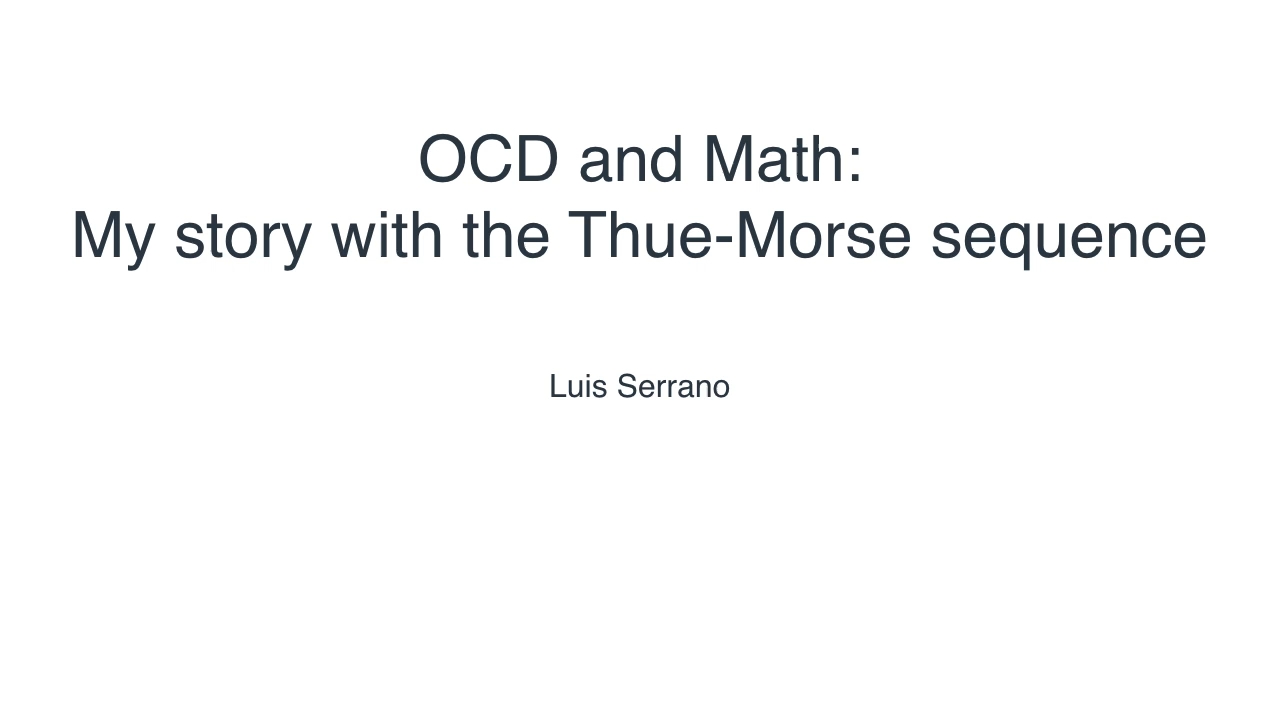 OCD and Math:
My story with the Thue-Morse sequence
Luis Serrano